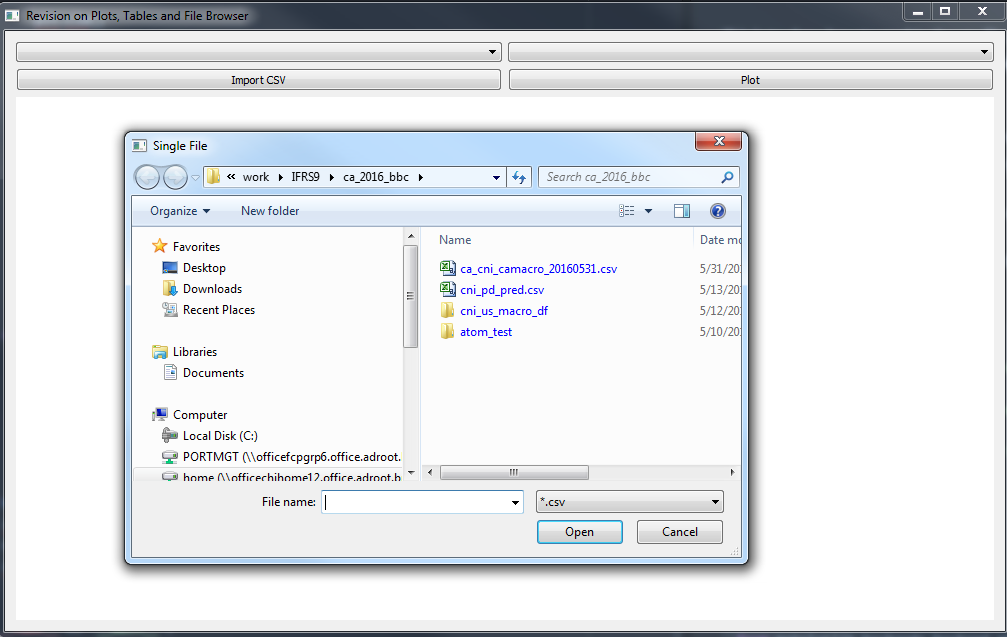 Revision on Plots, Tables and File Browser
Import CSV
Plot
Single File
« work IFRS9 ca_2016_bbc
Search ca_2016_bbc
Organize
New folder
Favorites
Desktop
Downloads
Recent Places
Libraries
Documents
Computer
Local Disk (C:)
PORTMGT (\\officefcpgrp6.office.adroot.
home (\\officechihome12.office.adroot.b
Name
Date mo
ca_cni_camacro_20160531.csv
5/31/20
cni_pd_pred.csv
5/13/20
cni_us_macro_df
5/12/20
atom_test
5/10/20
File name:
*.csv
Open
Cancel